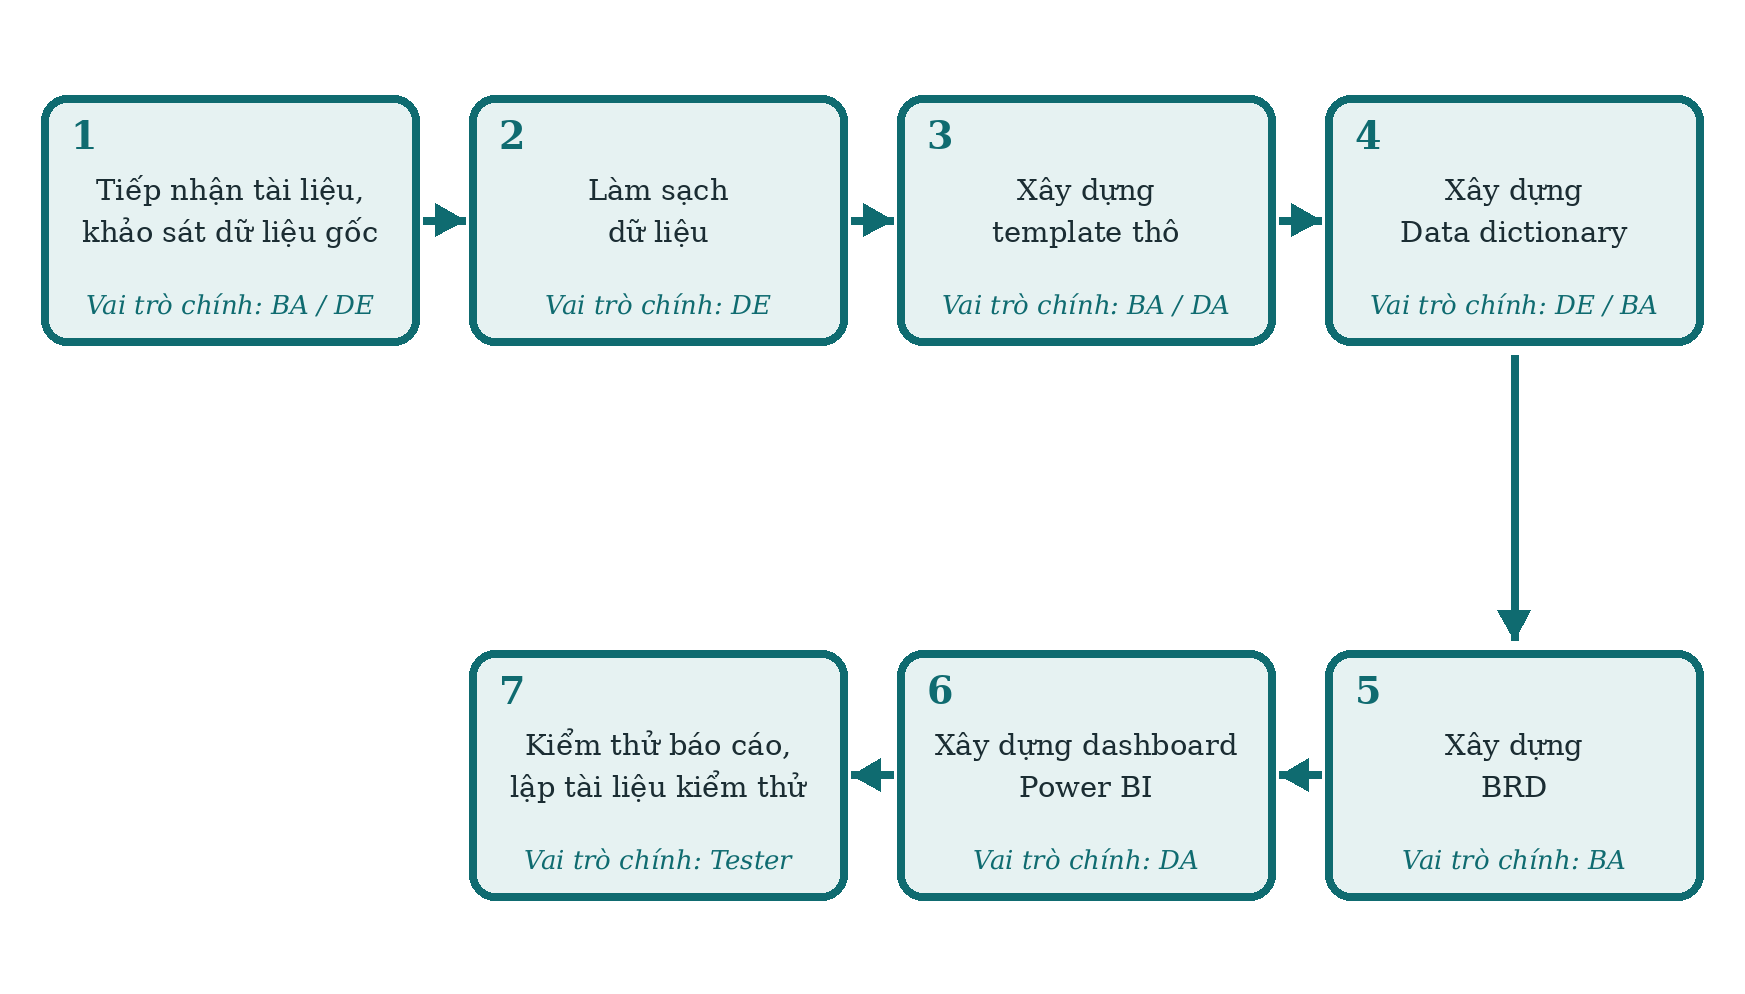 1
Tiếp nhận tài liệu,
khảo sát dữ liệu gốc
Vai trò chính: BA / DE
2
Làm sạch
dữ liệu
Vai trò chính: DE
3
Xây dựng
template thô
Vai trò chính: BA / DA
4
Xây dựng
Data dictionary
Vai trò chính: DE / BA
5
Xây dựng
BRD
Vai trò chính: BA
6
Xây dựng dashboard
Power BI
Vai trò chính: DA
7
Kiểm thử báo cáo,
lập tài liệu kiểm thử
Vai trò chính: Tester